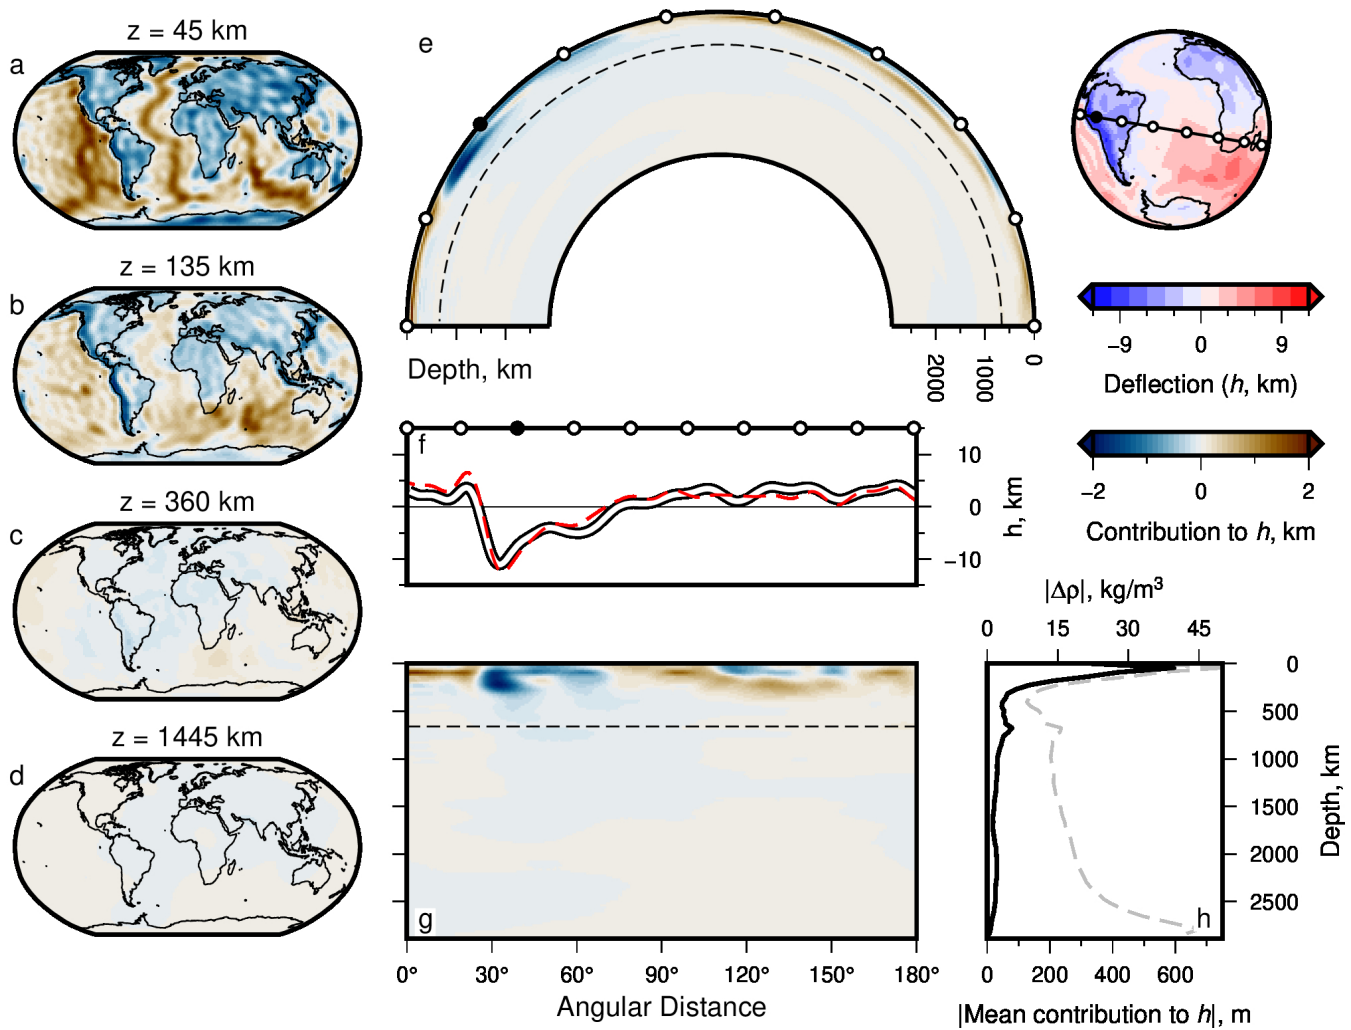 z = 45 km
a
z = 135 km
b
z = 360 km
c
z = 1445 km
d
e
Depth, km
2000
1000
0
−9 0 9
Deflection (h, km)
−2 0 2
Contribution to h, km
f
10
0
−10
h, km
g
0° 30° 60° 90° 120° 150° 180°
Angular Distance
|Δρ|, kg/m³
0 15 30 45
0
500
1000
1500
2000
2500
Depth, km
h
0 200 400 600
|Mean contribution to h|, m